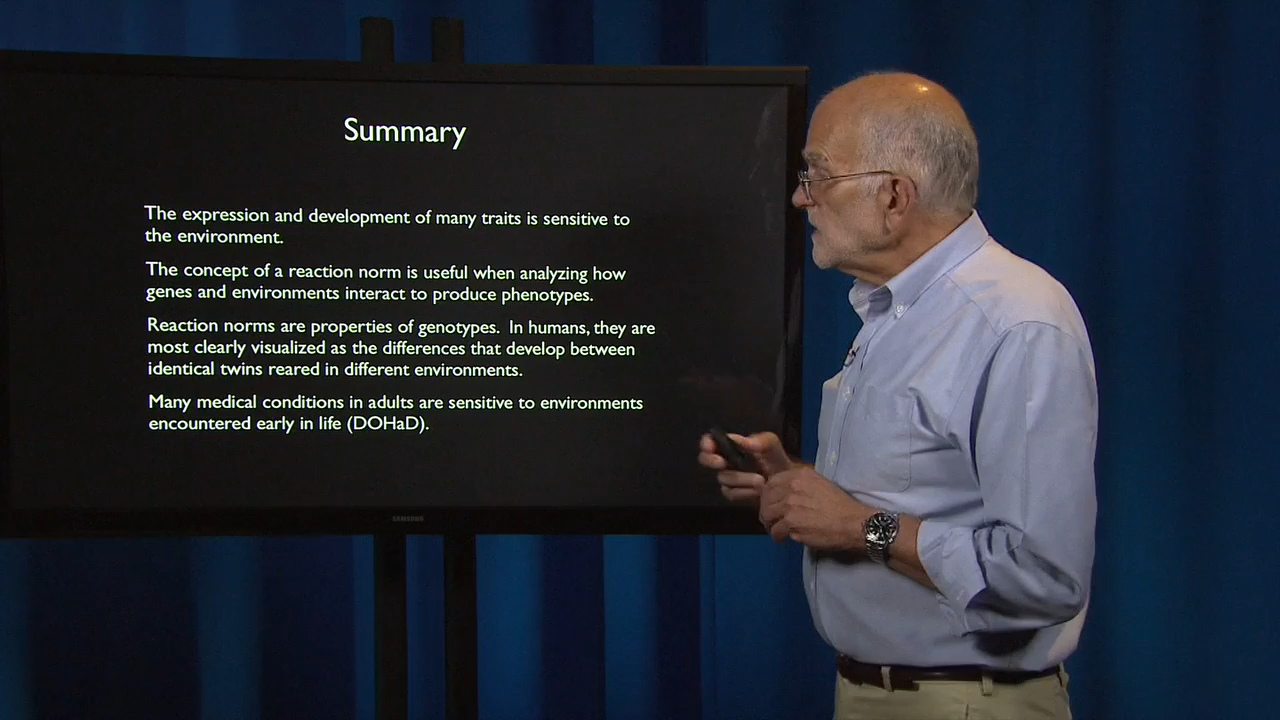 Summary
The expression and development of many traits is sensitive to
the environment.
The concept of a reaction norm is useful when analyzing how
genes and environments interact to produce phenotypes.
Reaction norms are properties of genotypes. In humans, they are
most clearly visualized as the differences that develop between
identical twins reared in different environments.
Many medical conditions in adults are sensitive to environments
encountered early in life (DOHaD).
SAMSUNG